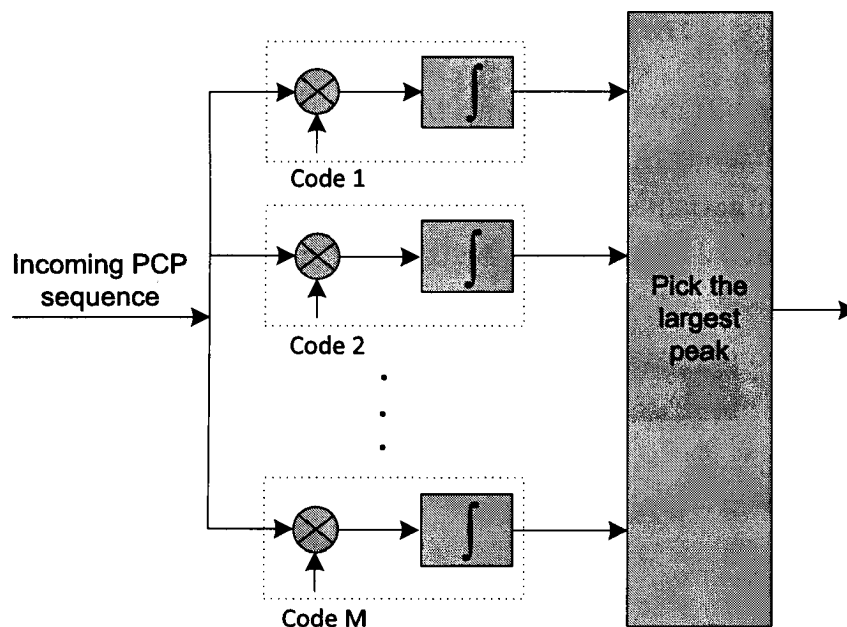 Code 1
Incoming PCP
sequence
Code 2
Pick the
largest
peak
Code M